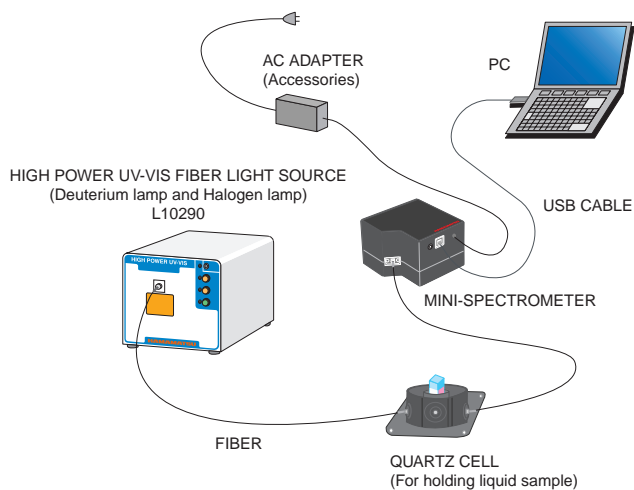 AC ADAPTER
(Accessories)
PC
HIGH POWER UV-VIS FIBER LIGHT SOURCE
(Deuterium lamp and Halogen lamp)
L10290
USB CABLE
HIGH POWER UV-VIS
MINI-SPECTROMETER
FIBER
QUARTZ CELL
(For holding liquid sample)